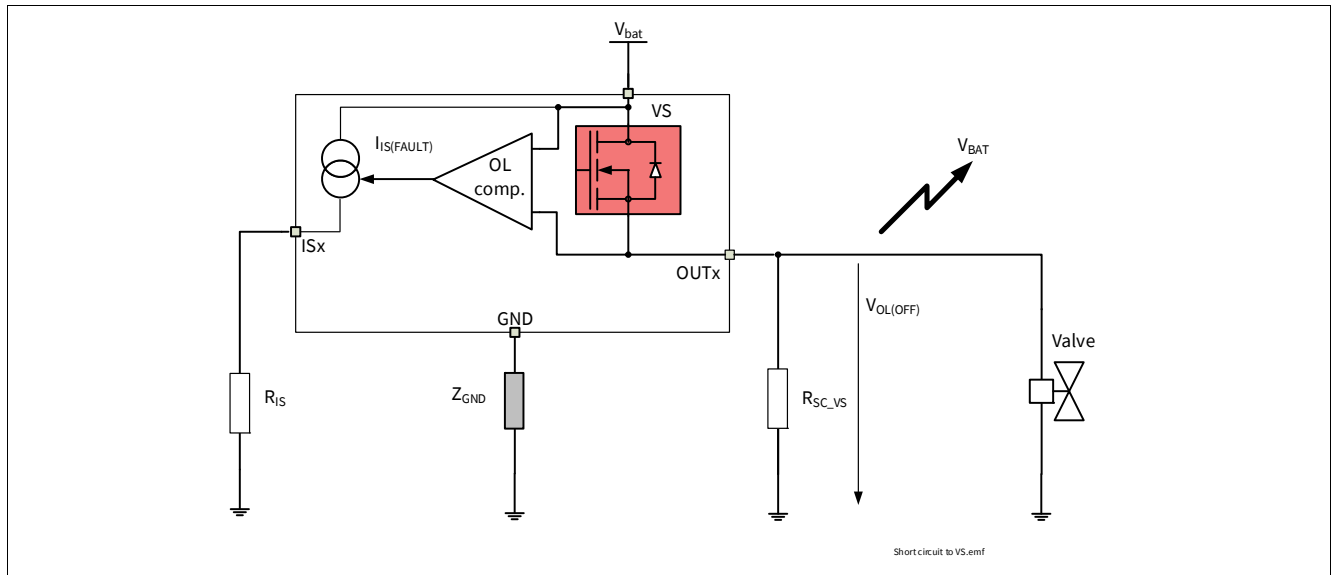 Vbat
VS
IIS(FAULT)
OL
comp.
VBAT
ISx
OUTx
VOL(OFF)
GND
Valve
RIS
ZGND
RSC_VS
Short circuit to VS.emf